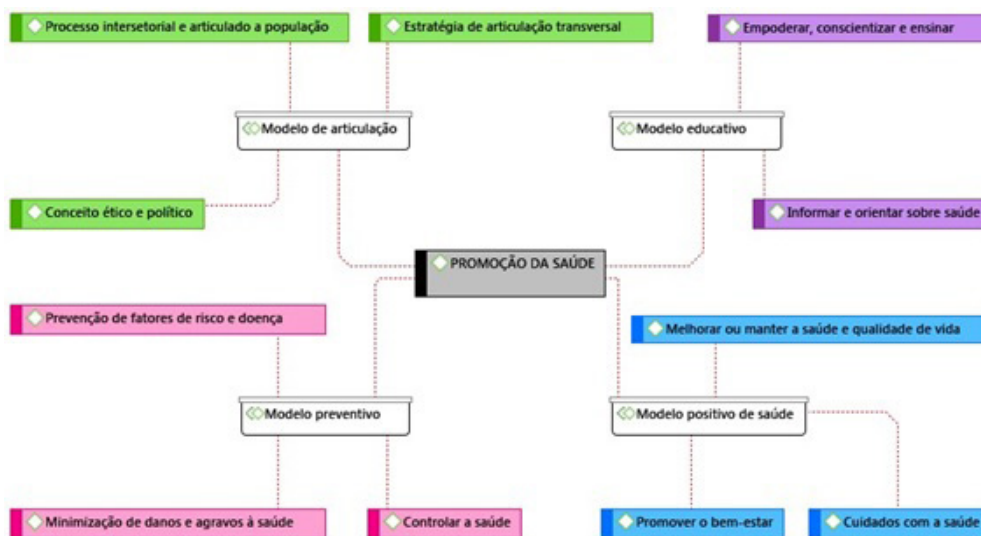 Processo intersetorial e articulado a população
Estratégia de articulação transversal
Empoderar, conscientizar e ensinar
Modelo de articulação
Modelo educativo
Conceito ético e político
Informar e orientar sobre saúde
PROMOÇÃO DA SAÚDE
Prevenção de fatores de risco e doença
Melhorar ou manter a saúde e qualidade de vida
Modelo preventivo
Modelo positivo de saúde
Minimização de danos e agravos à saúde
Controlar a saúde
Promover o bem-estar
Cuidados com a saúde